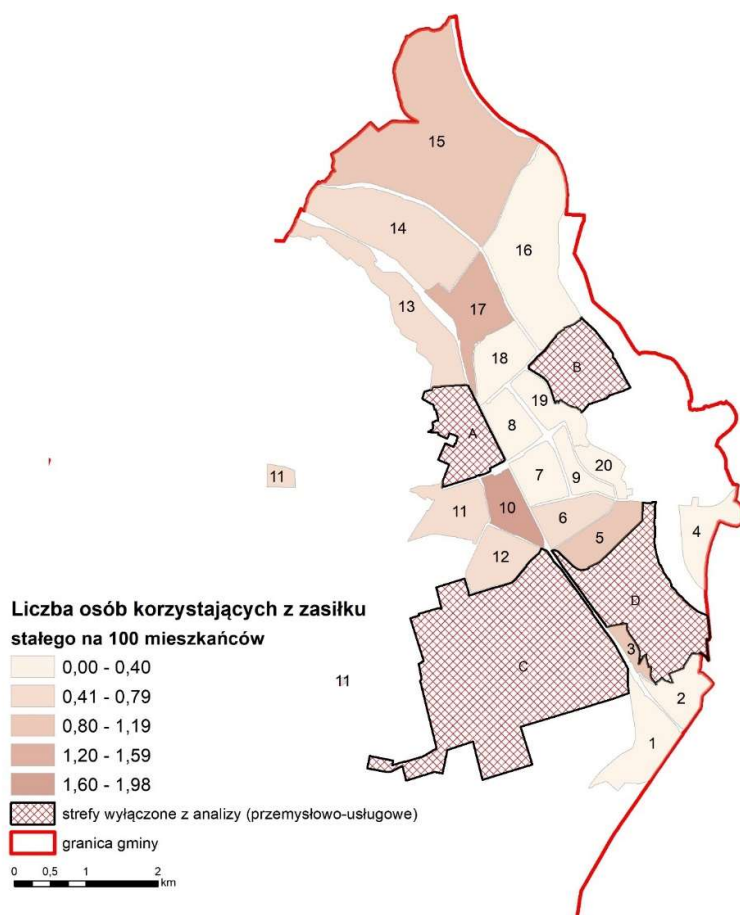 15
14
16
13
17
18
B
19
A
8
20
11
7
9
10
11
6
4
5
12
D
Liczba osób korzystających z zasiłku
stałego na 100 mieszkańców
3
C
0,00 - 0,40
11
2
0,41 - 0,79
0,80 - 1,19
1
1,20 - 1,59
1,60 - 1,98
strefy wyłączone z analizy (przemysłowo-usługowe)
granica gminy
0 0,5 1 2
km